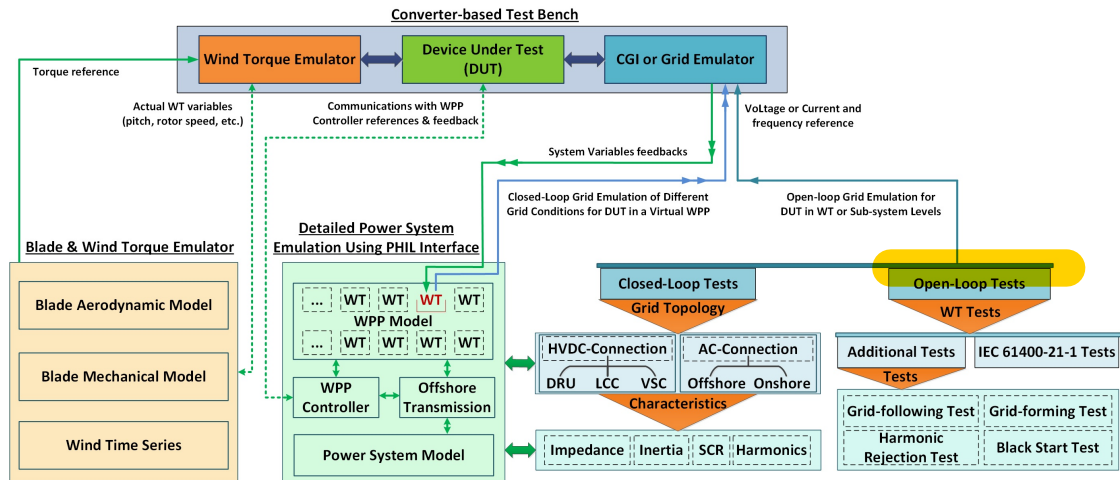 Converter-based Test Bench
Wind Torque Emulator
Device Under Test
(DUT)
CGI or Grid Emulator
Torque reference
Actual WT variables
(pitch, rotor speed, etc.)
Communications with WPP
Controller references & feedback
VoLtage or Current and
frequency reference
System Variables feedbacks
Closed-Loop Grid Emulation of Different
Grid Conditions for DUT in a Virtual WPP
Open-loop Grid Emulation for
DUT in WT or Sub-system Levels
Blade & Wind Torque Emulator
Blade Aerodynamic Model
Blade Mechanical Model
Wind Time Series
Detailed Power System
Emulation Using PHIL Interface
... WT WT WT WT
WPP Model
... WT WT WT WT
WPP
Controller
Offshore
Transmission
Power System Model
Closed-Loop Tests
Grid Topology
HVDC-Connection
DRU LCC VSC
AC-Connection
Offshore Onshore
Characteristics
Impedance Inertia SCR Harmonics
Open-Loop Tests
WT Tests
Additional Tests
IEC 61400-21-1 Tests
Tests
Grid-following Test
Grid-forming Test
Harmonic
Rejection Test
Black Start Test